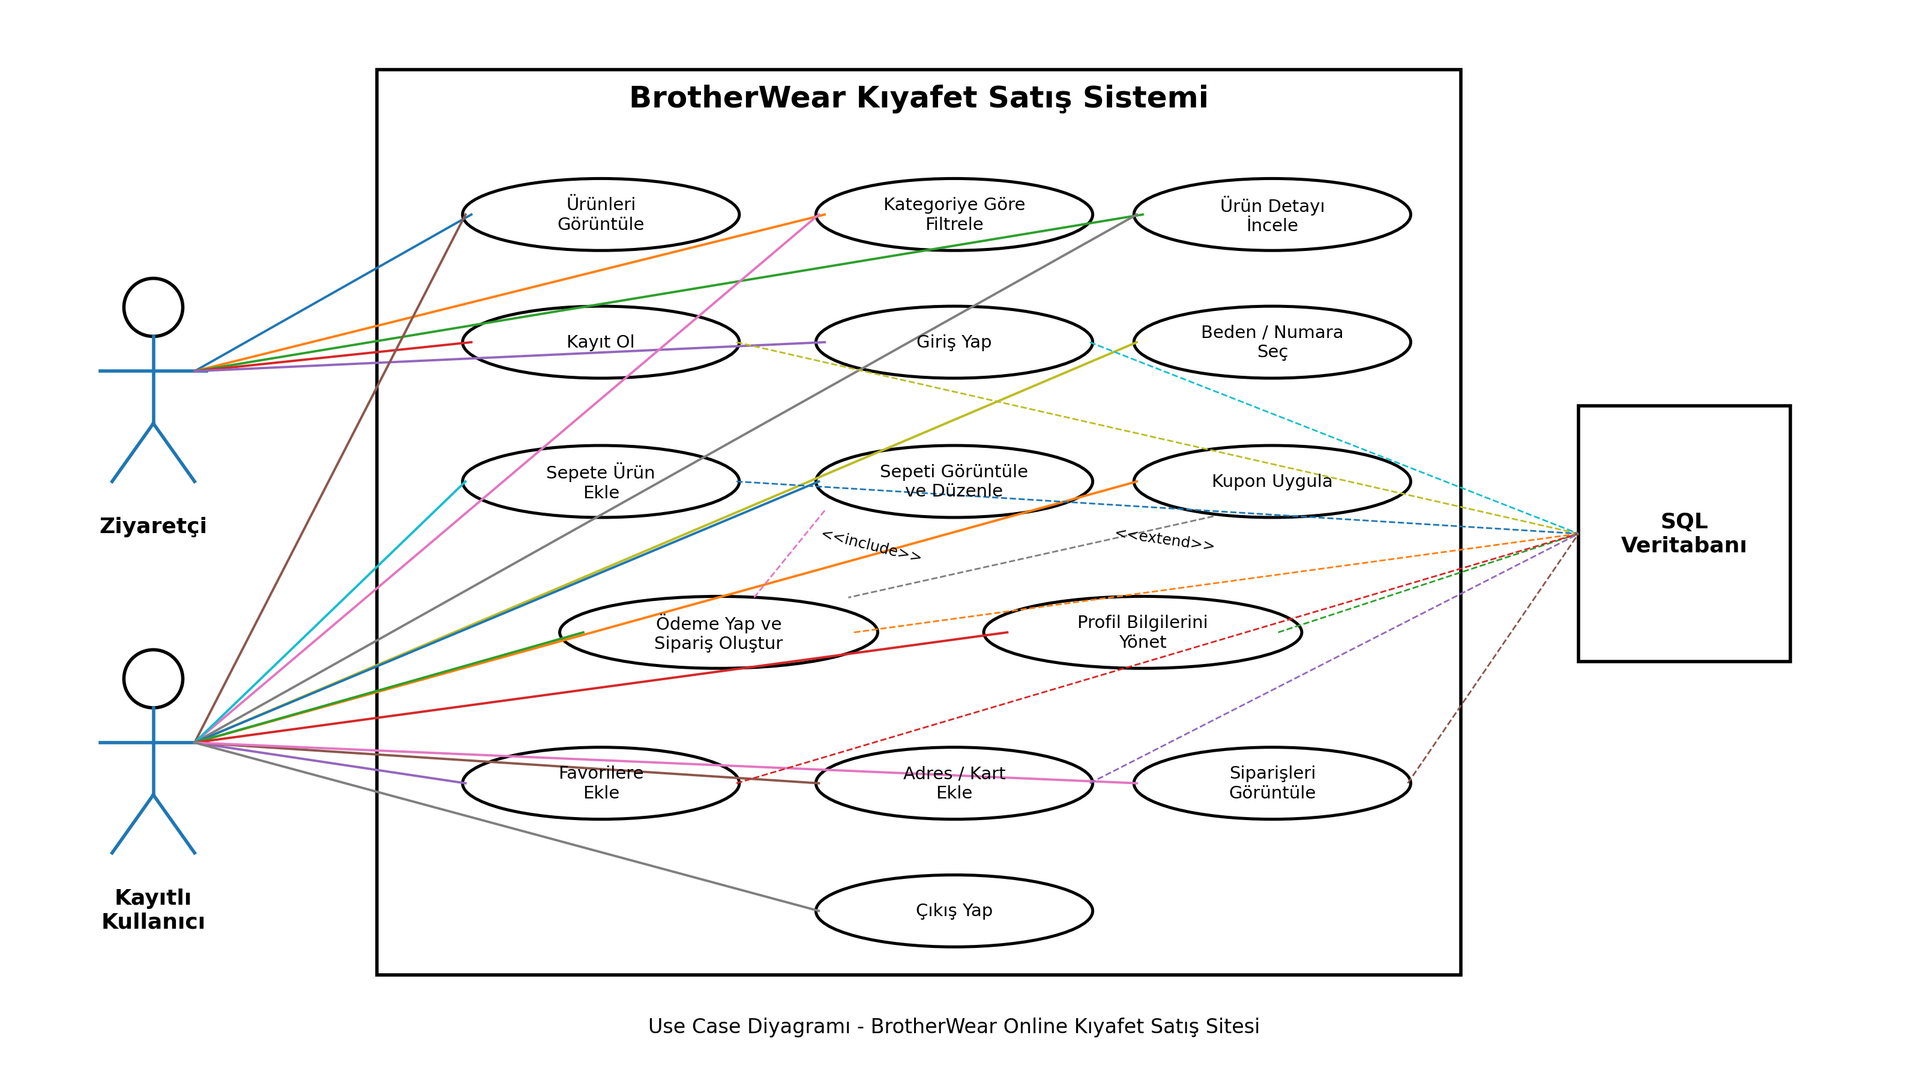 BrotherWear Kıyafet Satış Sistemi
Ürünleri
Görüntüle
Kategoriye Göre
Filtrele
Ürün Detayı
İncele
Kayıt Ol
Giriş Yap
Beden / Numara
Seç
Ziyaretçi
Sepete Ürün
Ekle
Sepeti Görüntüle
ve Düzenle
Kupon Uygula
SQL
Veritabanı
<<include>>
<<extend>>
Ödeme Yap ve
Sipariş Oluştur
Profil Bilgilerini
Yönet
Kayıtlı
Kullanıcı
Favorilere
Ekle
Adres / Kart
Ekle
Siparişleri
Görüntüle
Çıkış Yap
Use Case Diyagramı - BrotherWear Online Kıyafet Satış Sitesi